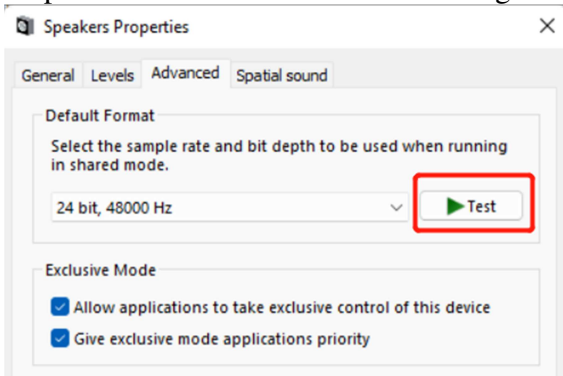 Speakers Properties
General Levels Advanced Spatial sound
Default Format
Select the sample rate and bit depth to be used when running
in shared mode.
24 bit, 48000 Hz
Test
Exclusive Mode
Allow applications to take exclusive control of this device
Give exclusive mode applications priority